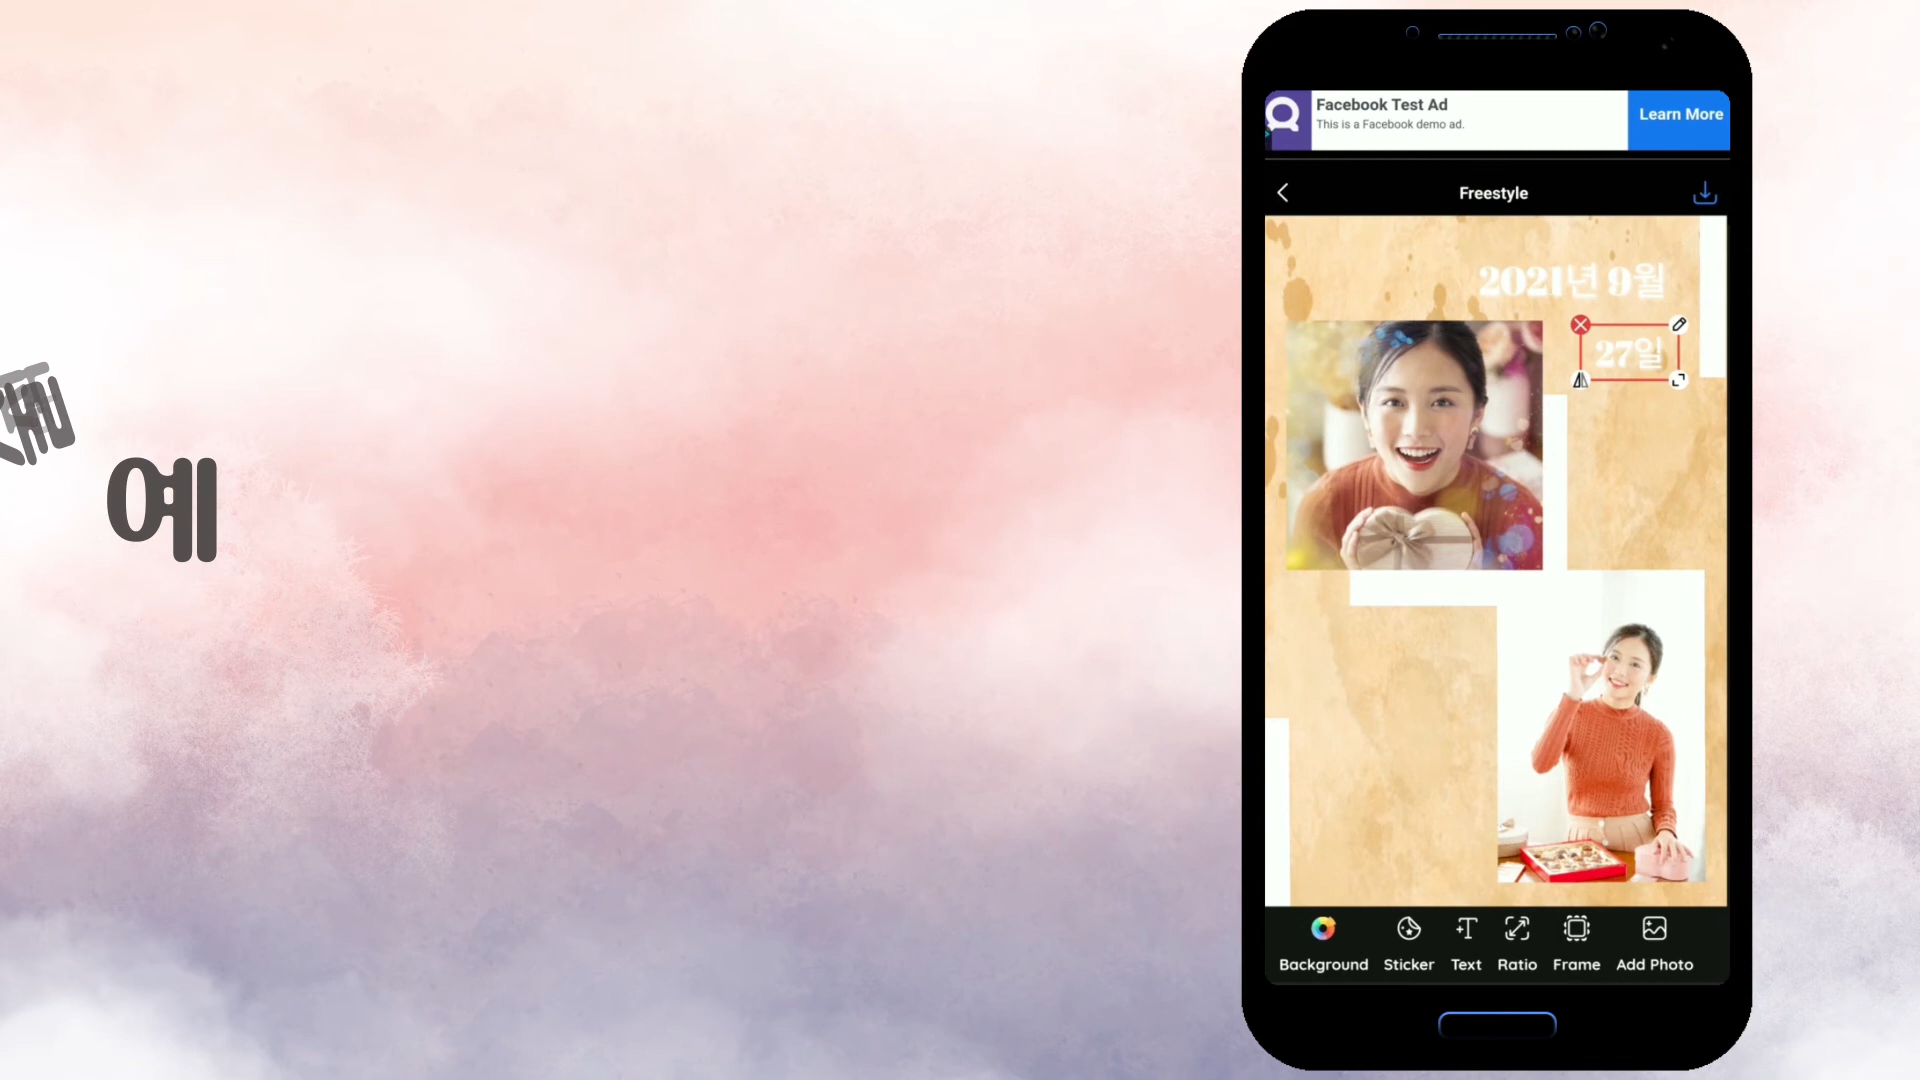 예
Facebook Test Ad
This is a Facebook demo ad.
Learn More
Freestyle
2021년 9월
27일
Background
Sticker
Text
Ratio
Frame
Add Photo